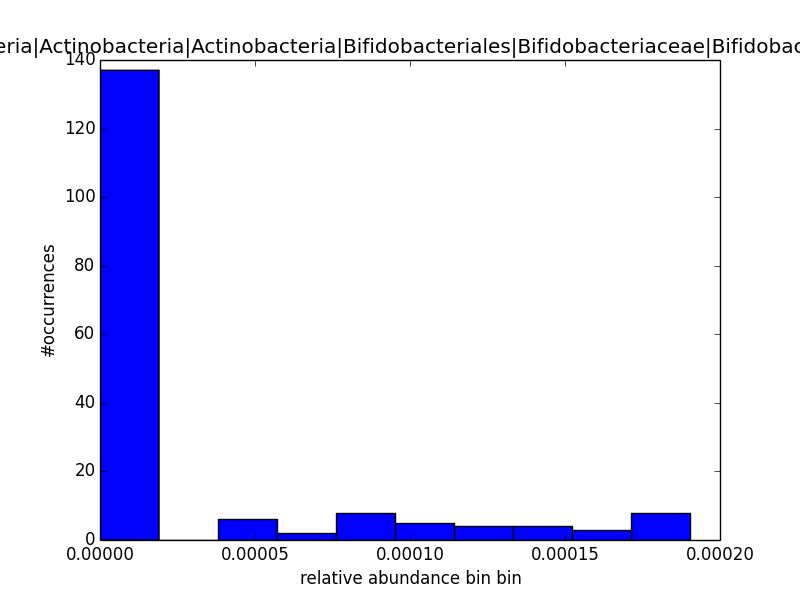 eria|Actinobacteria|Actinobacteria|Bifidobacteriales|Bifidobacteriaceae|Bifidobac
140
120
100
80
60
40
20
0
#occurrences
0.00000 0.00005 0.00010 0.00015 0.00020
relative abundance bin bin